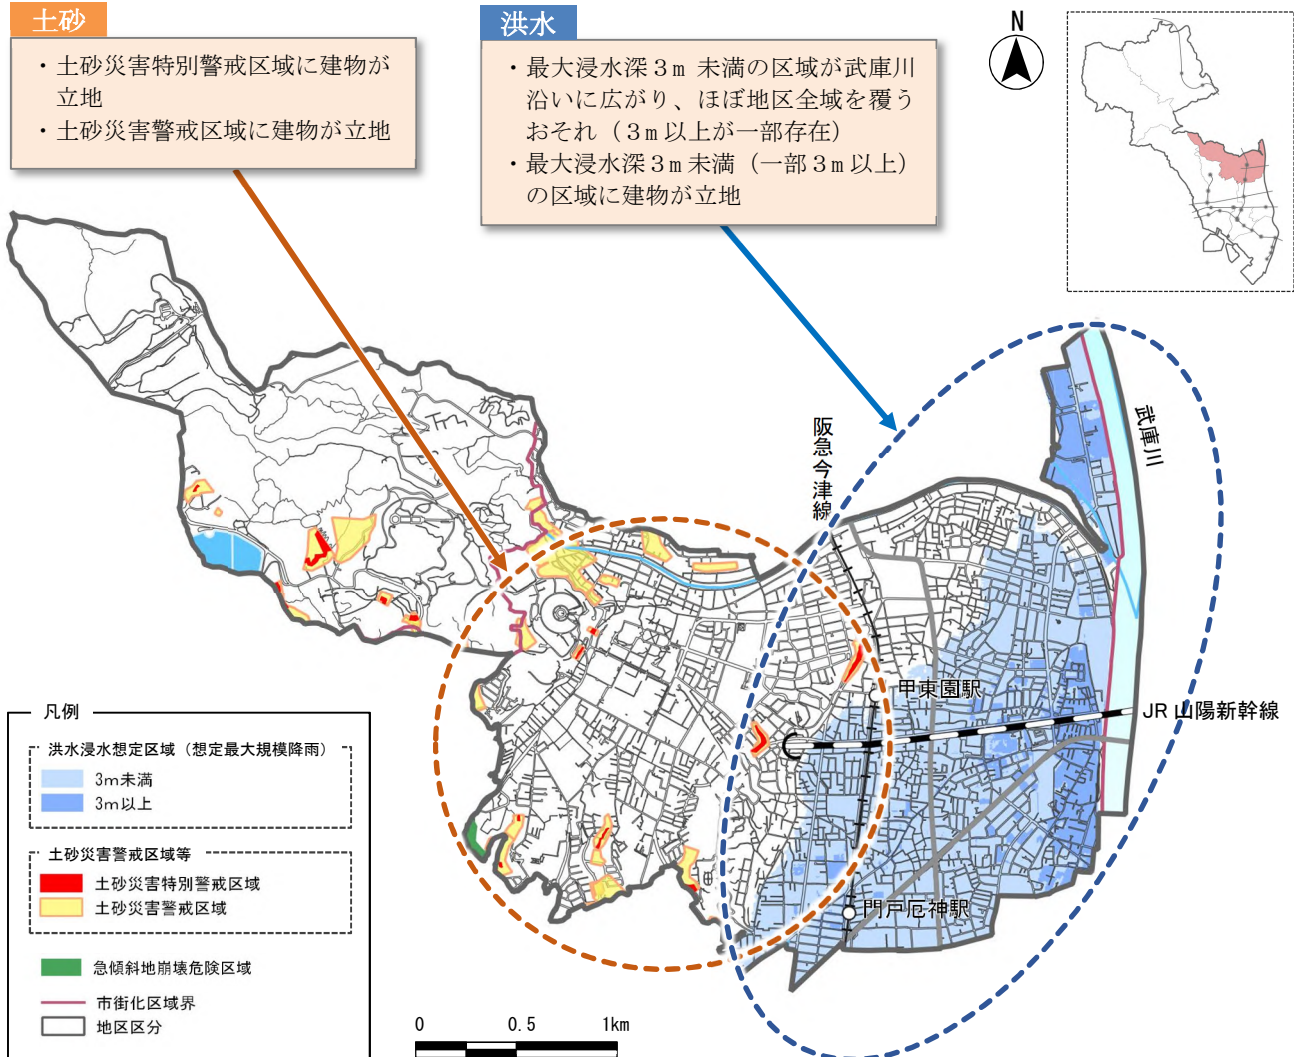 土砂
・土砂災害特別警戒区域に建物が
立地
・土砂災害警戒区域に建物が立地
洪水
・最大浸水深3m 未満の区域が武庫川
沿いに広がり、ほぼ地区全域を覆う
おそれ（3m以上が一部存在）
・最大浸水深3m未満（一部3m以上）
の区域に建物が立地
N
阪急今津線
武庫川
甲東園駅
JR山陽新幹線
門戸厄神駅
凡例
洪水浸水想定区域（想定最大規模降雨）
3m未満
3m以上
土砂災害警戒区域等
土砂災害特別警戒区域
土砂災害警戒区域
急傾斜地崩壊危険区域
市街化区域界
地区区分
0 0.5 1km